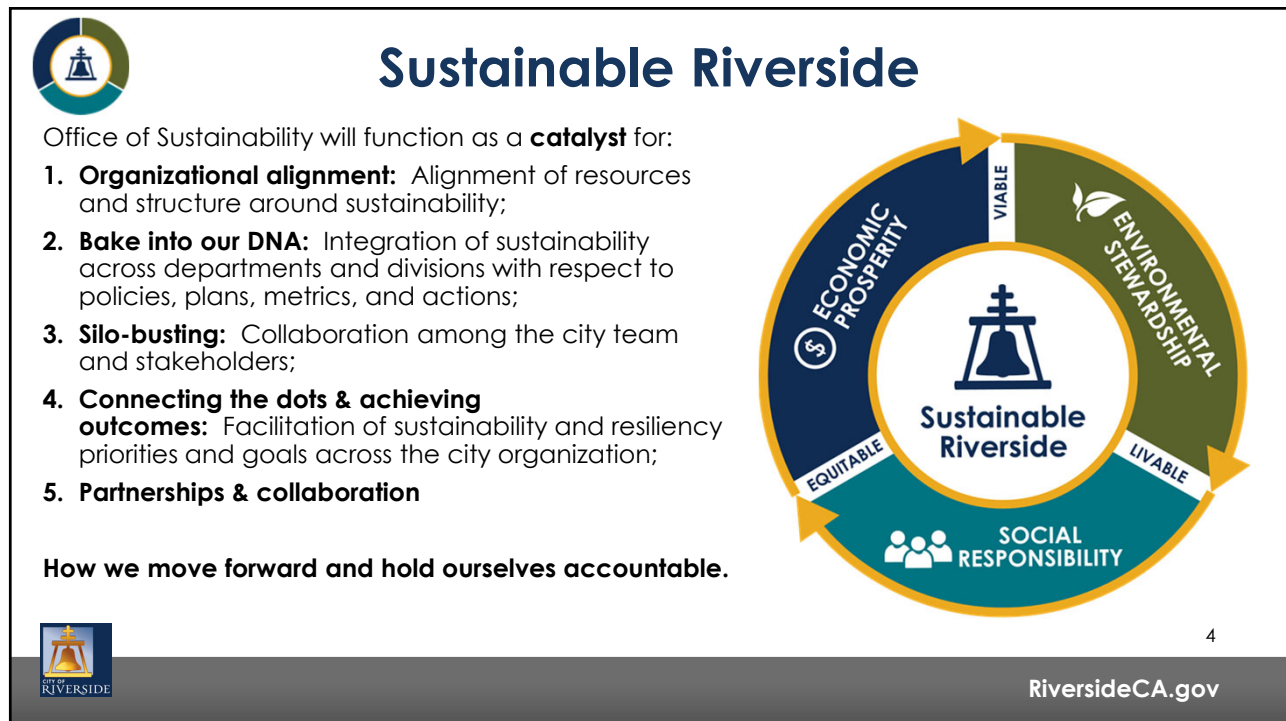 Sustainable Riverside
Office of Sustainability will function as a catalyst for:
1. Organizational alignment: Alignment of resources
and structure around sustainability;
2. Bake into our DNA: Integration of sustainability
across departments and divisions with respect to
policies, plans, metrics, and actions;
3. Silo-busting: Collaboration among the city team
and stakeholders;
4. Connecting the dots & achieving
outcomes: Facilitation of sustainability and resiliency
priorities and goals across the city organization;
5. Partnerships & collaboration
How we move forward and hold ourselves accountable.
VIABLE
$ ECONOMIC
PROSPERITY
ENVIRONMENTAL
STEWARDSHIP
Sustainable
Riverside
EQUITABLE
LIVABLE
SOCIAL
RESPONSIBILITY
4
CITY OF
RIVERSIDE
RiversideCA.gov